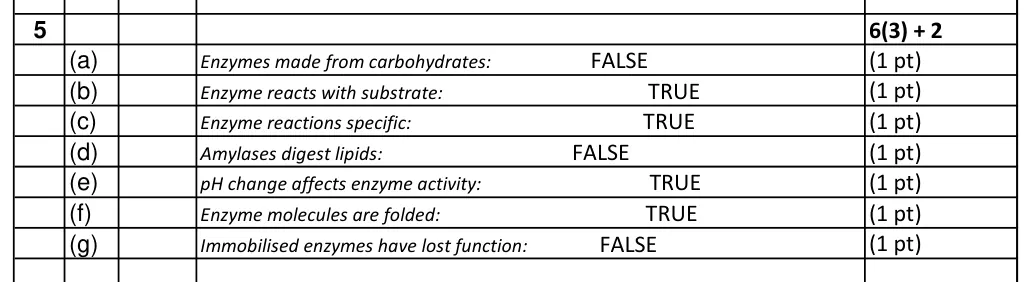 5 6(3) + 2
(a) Enzymes made from carbohydrates: FALSE (1 pt)
(b) Enzyme reacts with substrate: TRUE (1 pt)
(c) Enzyme reactions specific: TRUE (1 pt)
(d) Amylases digest lipids: FALSE (1 pt)
(e) pH change affects enzyme activity: TRUE (1 pt)
(f) Enzyme molecules are folded: TRUE (1 pt)
(g) Immobilised enzymes have lost function: FALSE (1 pt)